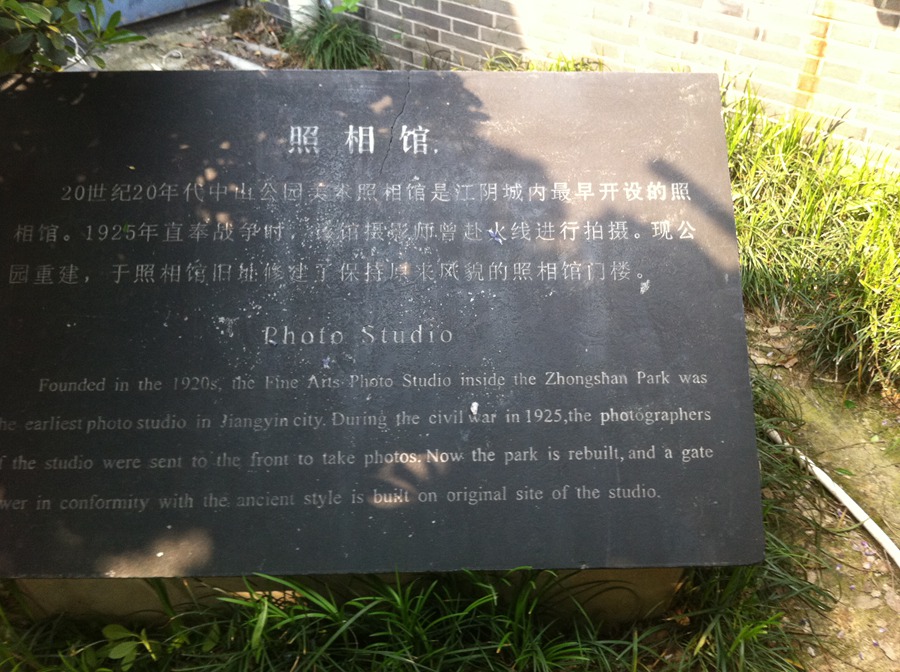 照相馆
20世纪20年代中山公园美术照相馆是江阴城内最早开设的照
相馆。1925年直奉战争时，该馆摄影师曾赴火线进行拍摄。现公
园重建，于照相馆旧址修建了保持原来风貌的照相馆门楼。
Photo Studio
Founded in the 1920s, the Fine Arts Photo Studio inside the Zhongshan Park was
he earliest photo studio in Jiangyin city. During the civil war in 1925,the photographers
f the studio were sent to the front to take photos. Now the park is rebuilt, and a gate
wer in conformity with the ancient style is built on original site of the studio.